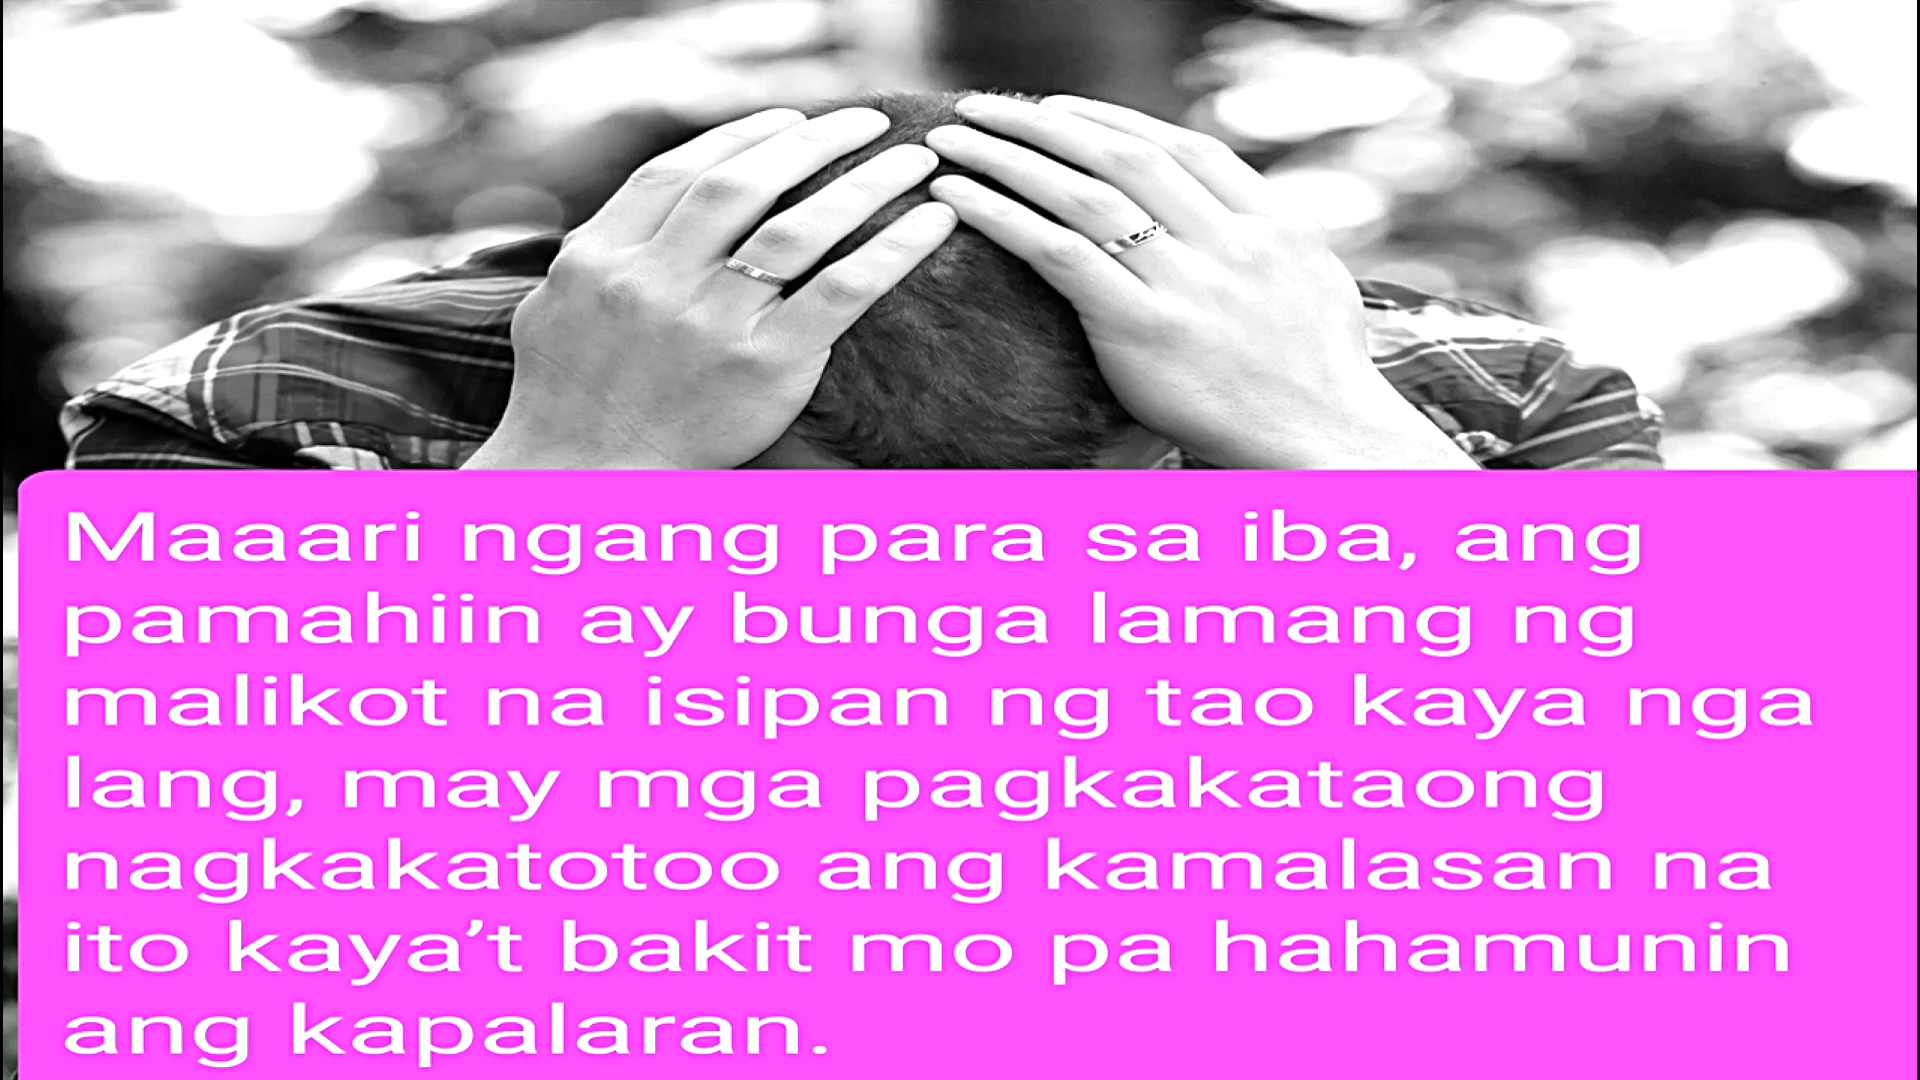 Maaari ngang para sa iba, ang
pamahiin ay bunga lamang ng
malikot na isipan ng tao kaya nga
lang, may mga pagkakataong
nagkakatotoo ang kamalasan na
ito kaya’t bakit mo pa hahamunin
ang kapalaran.